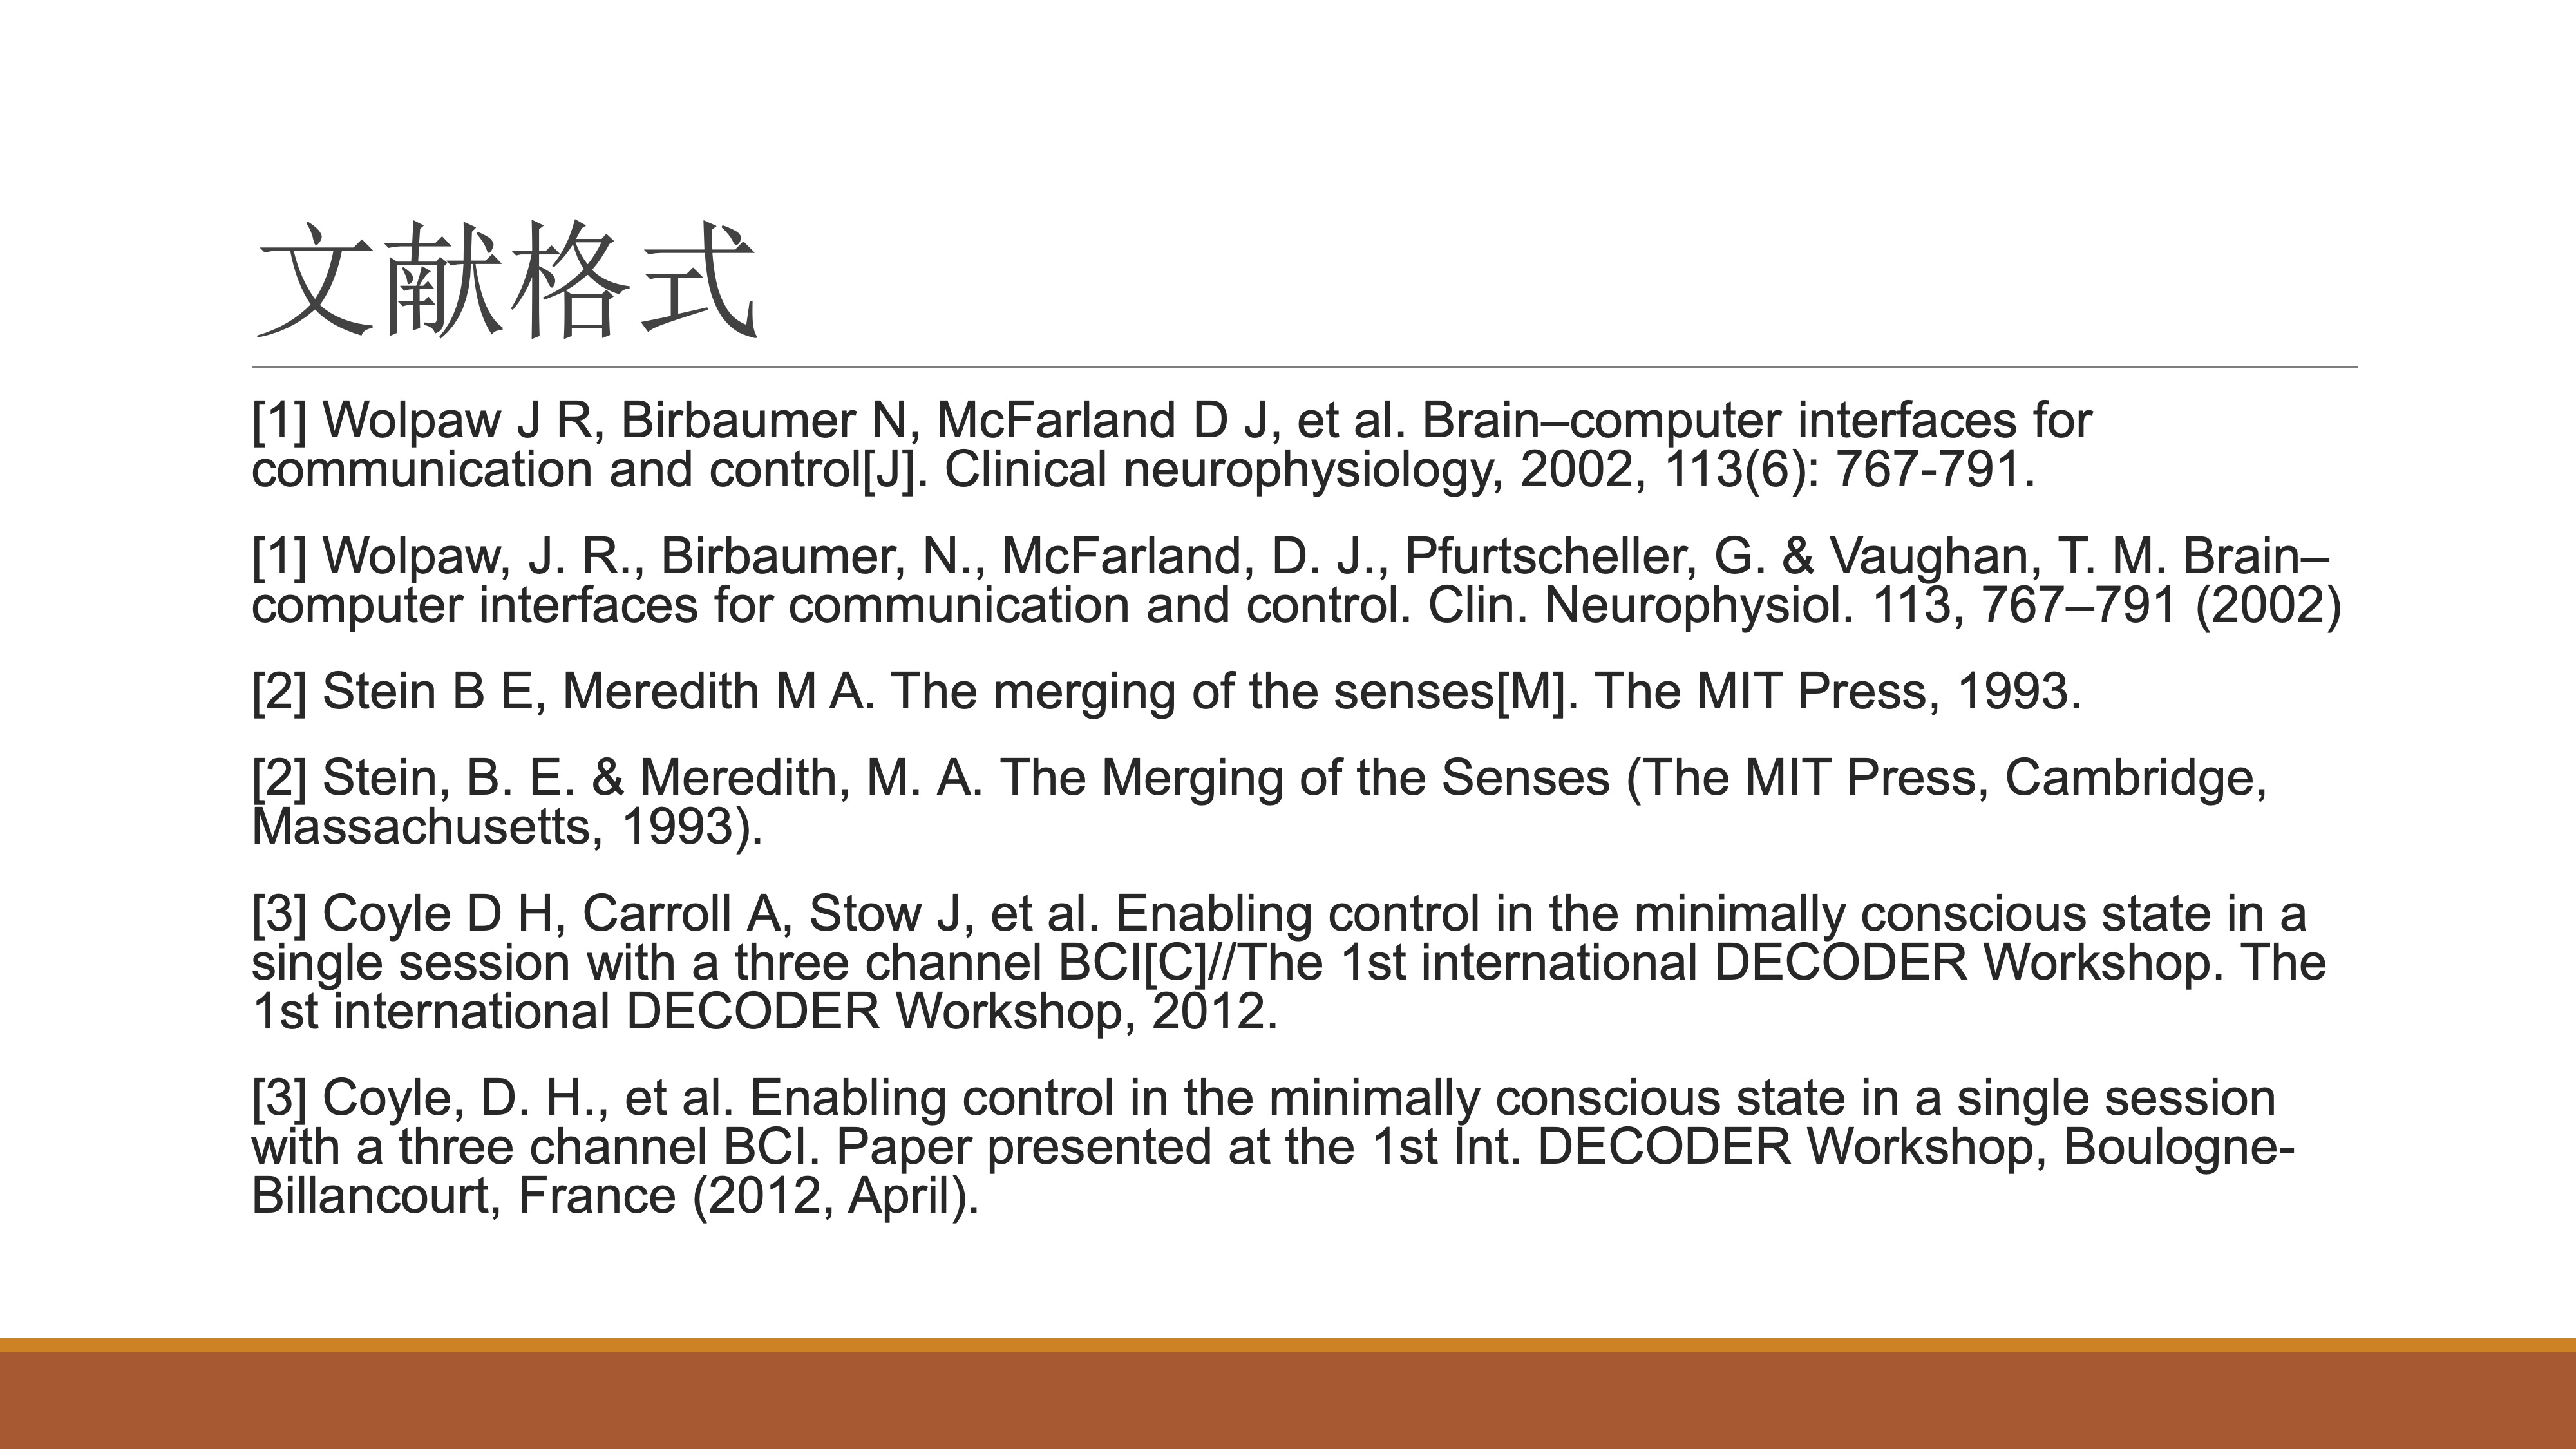 文献格式
[1] Wolpaw J R, Birbaumer N, McFarland D J, et al. Brain–computer interfaces for
communication and control[J]. Clinical neurophysiology, 2002, 113(6): 767-791.
[1] Wolpaw, J. R., Birbaumer, N., McFarland, D. J., Pfurtscheller, G. & Vaughan, T. M. Brain–
computer interfaces for communication and control. Clin. Neurophysiol. 113, 767–791 (2002)
[2] Stein B E, Meredith M A. The merging of the senses[M]. The MIT Press, 1993.
[2] Stein, B. E. & Meredith, M. A. The Merging of the Senses (The MIT Press, Cambridge,
Massachusetts, 1993).
[3] Coyle D H, Carroll A, Stow J, et al. Enabling control in the minimally conscious state in a
single session with a three channel BCI[C]//The 1st international DECODER Workshop. The
1st international DECODER Workshop, 2012.
[3] Coyle, D. H., et al. Enabling control in the minimally conscious state in a single session
with a three channel BCI. Paper presented at the 1st Int. DECODER Workshop, Boulogne-
Billancourt, France (2012, April).